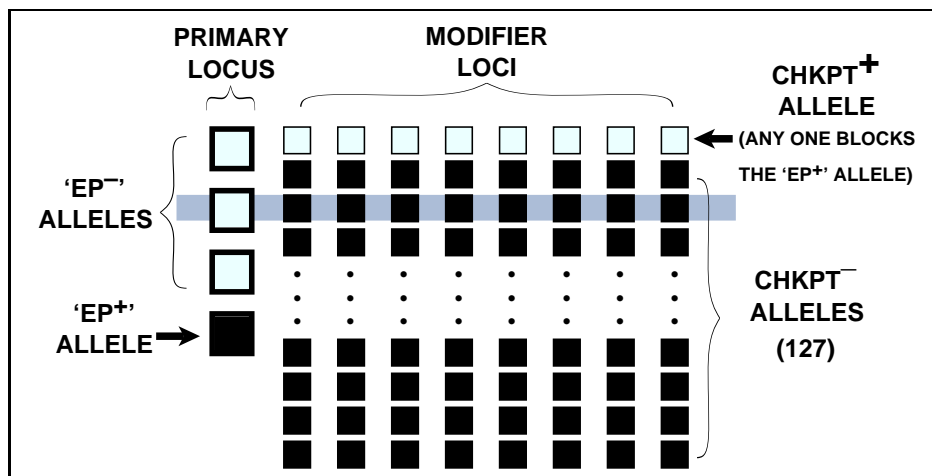 PRIMARY
LOCUS
MODIFIER
LOCI
CHKPT+
ALLELE
(ANY ONE BLOCKS
THE ‘EP+’ ALLELE)
‘EP−’
ALLELES
‘EP+’
ALLELE
CHKPT−
ALLELES
(127)